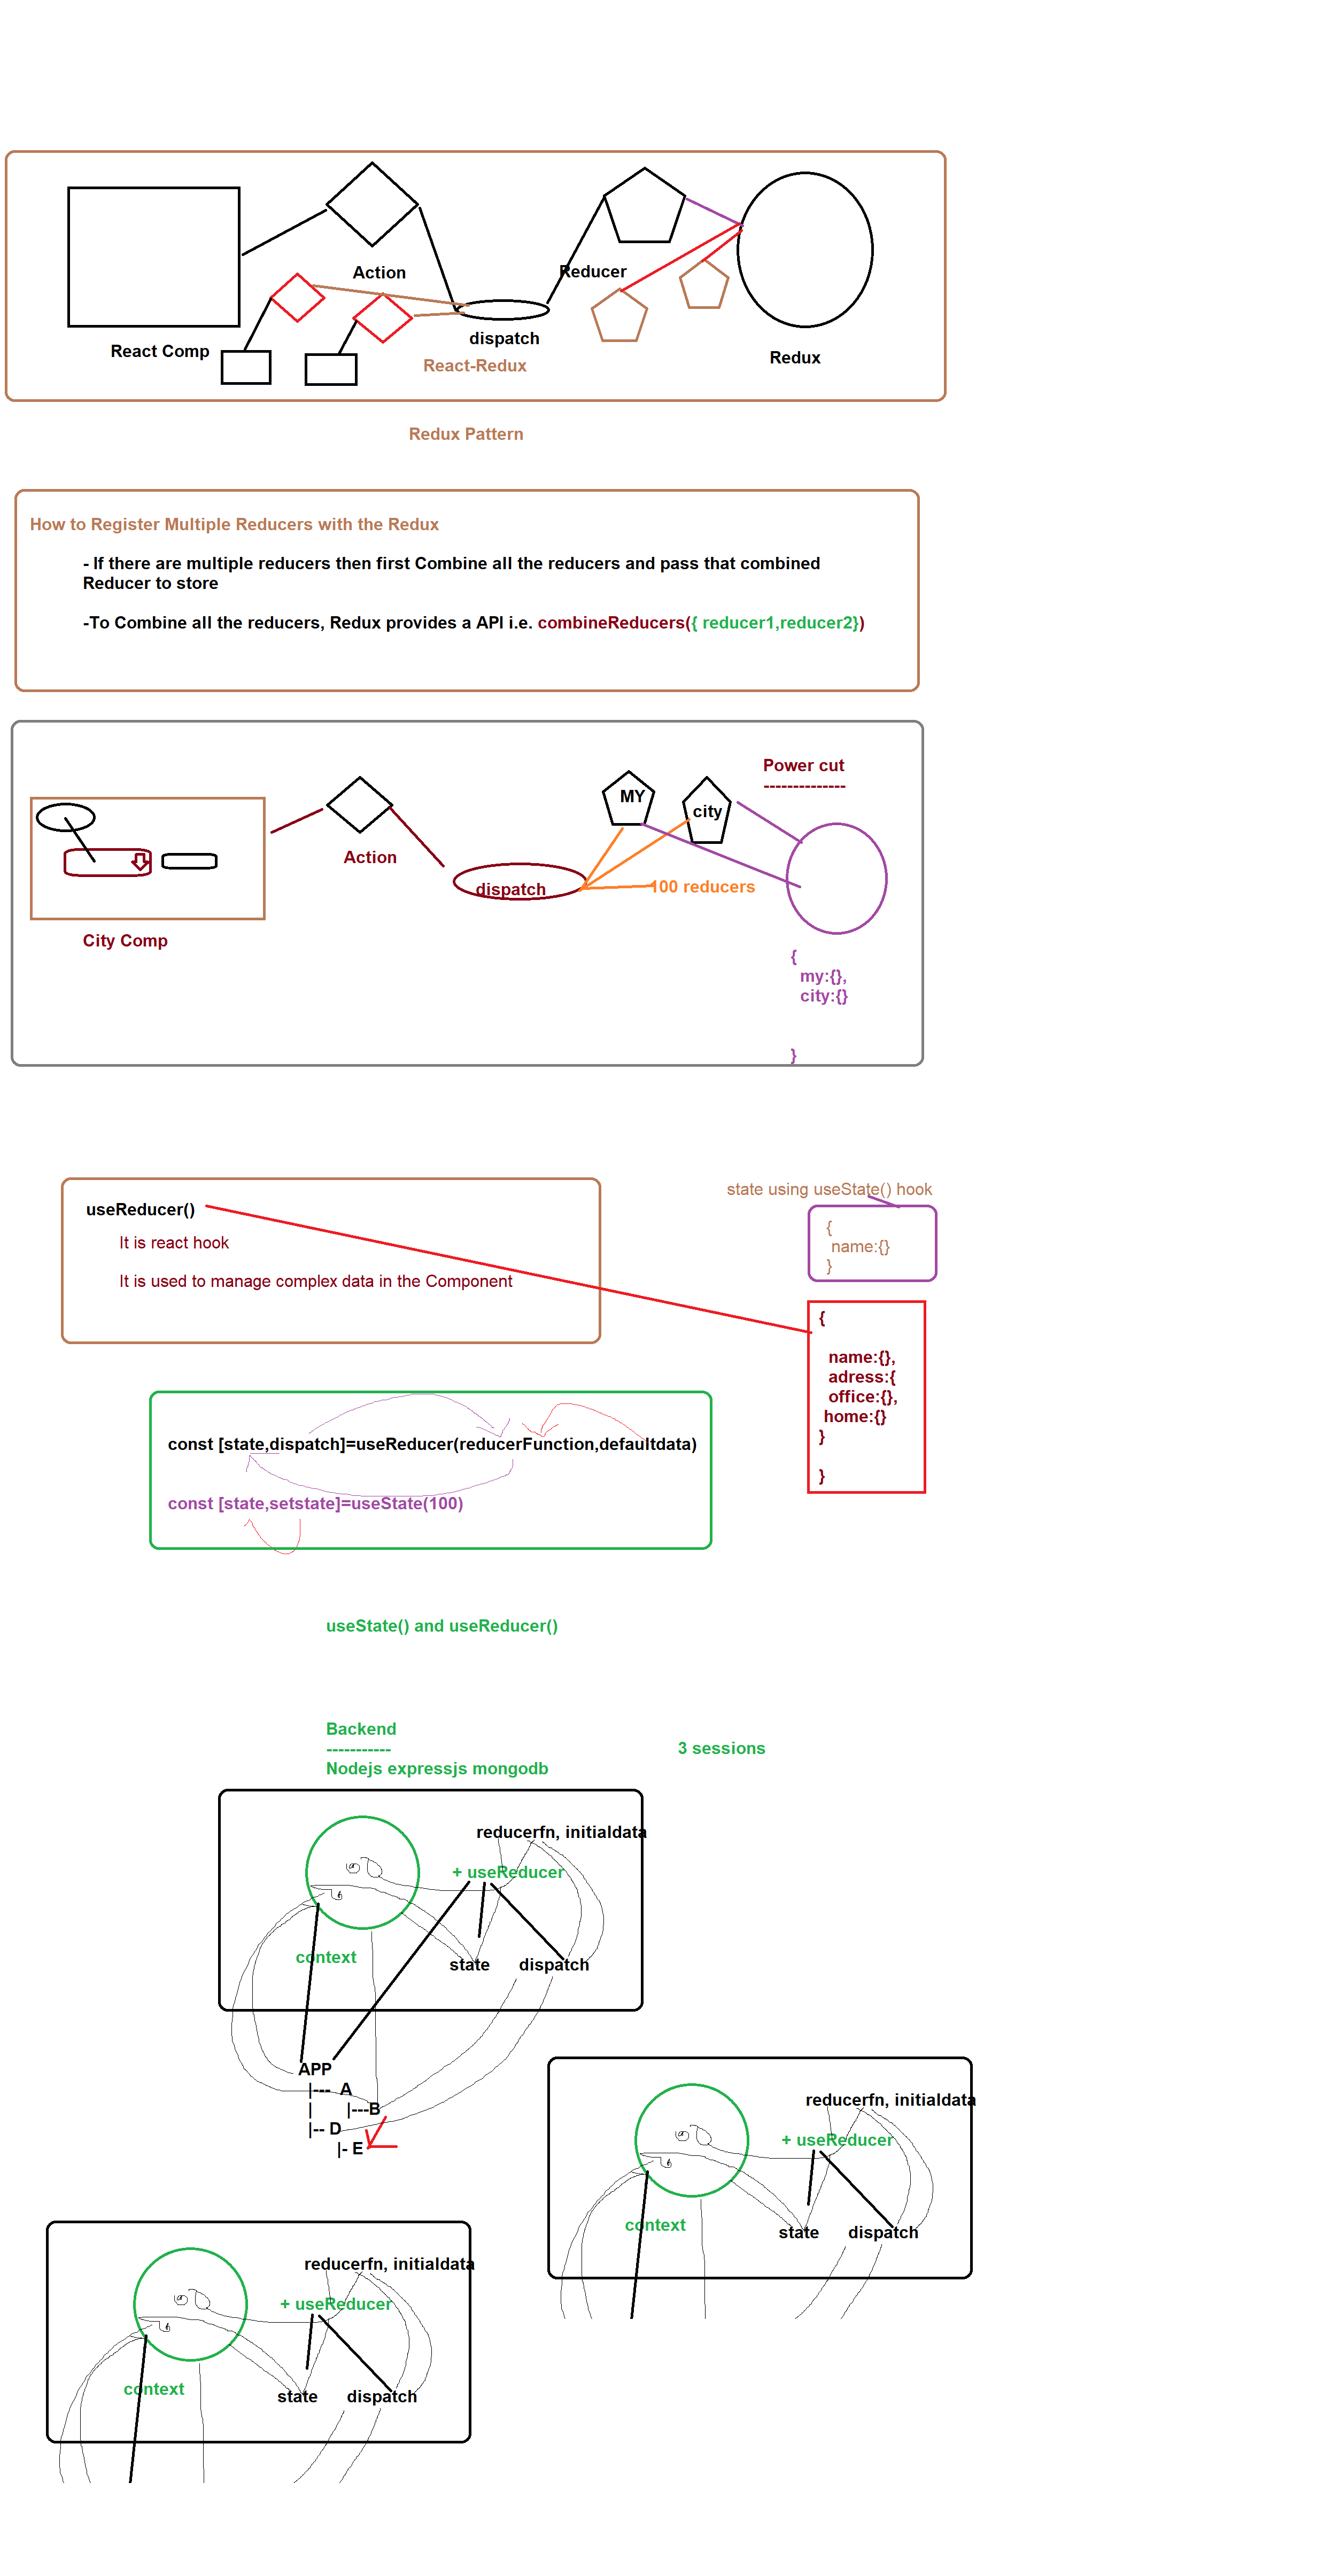 Action
Reducer
dispatch
React Comp
React-Redux
Redux
Redux Pattern
How to Register Multiple Reducers with the Redux
- If there are multiple reducers then first Combine all the reducers and pass that combined
Reducer to store
-To Combine all the reducers, Redux provides a API i.e. combineReducers({ reducer1,reducer2})
Power cut
--------------
MY
city
Action
dispatch
100 reducers
City Comp
{
my:{},
city:{}
}
useReducer()
It is react hook
It is used to manage complex data in the Component
state using useState() hook
{
name:{}
}
{
name:{},
adress:{
office:{},
home:{}
}
}
const [state,dispatch]=useReducer(reducerFunction,defaultdata)
const [state,setstate]=useState(100)
useState() and useReducer()
Backend
-----------
Nodejs expressjs mongodb
3 sessions
reducerfn, initialdata
+ useReducer
context
state dispatch
APP
|--- A
| |---B
|-- D
|- E
reducerfn, initialdata
+ useReducer
context
state dispatch
reducerfn, initialdata
+ useReducer
context
state dispatch